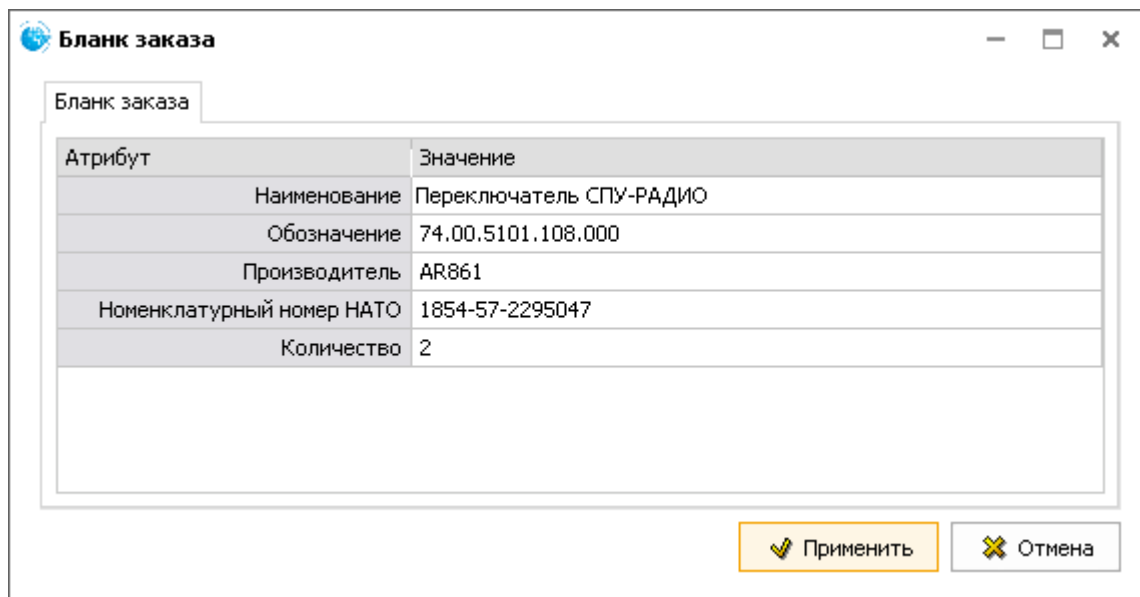 Бланк заказа
Бланк заказа
Атрибут Значение
Наименование Переключатель СПУ-РАДИО
Обозначение 74.00.5101.108.000
Производитель AR861
Номенклатурный номер НАТО 1854-57-2295047
Количество 2
Применить Отмена